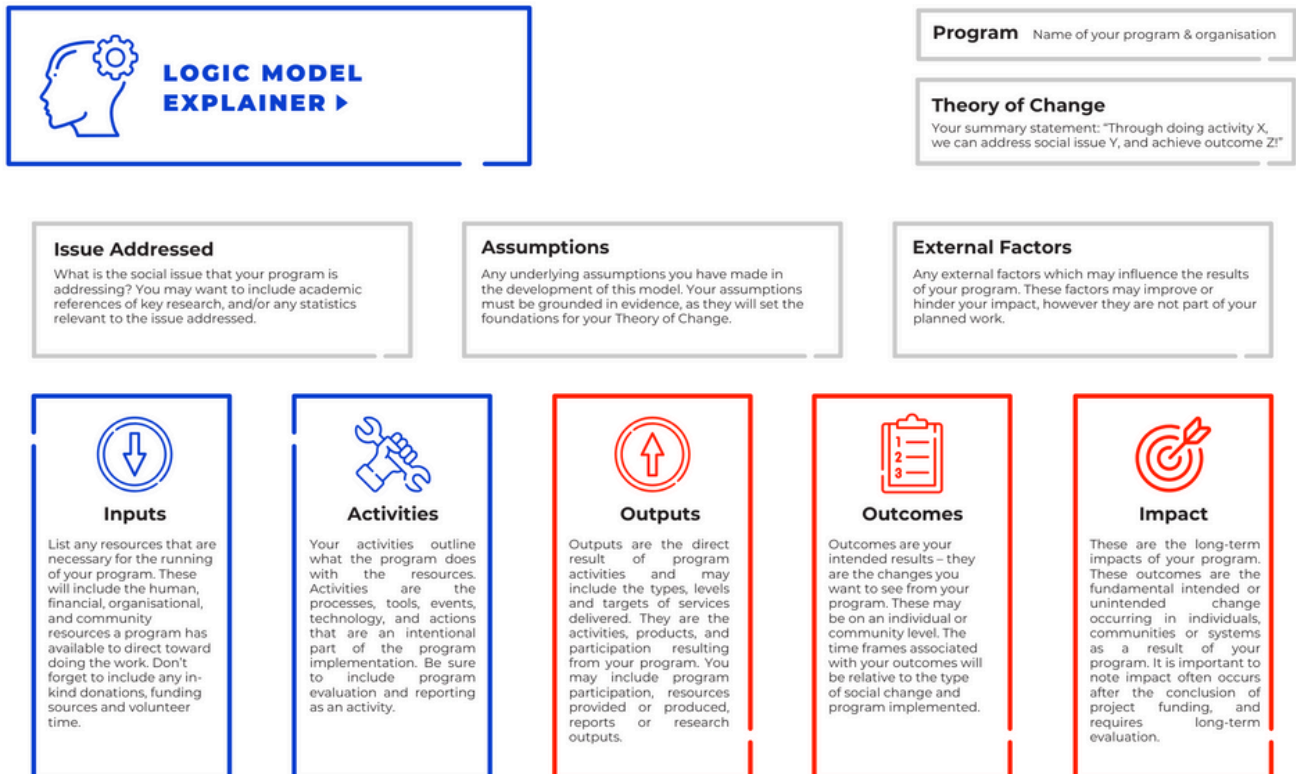 LOGIC MODEL
EXPLAINER
Program Name of your program & organisation
Theory of Change
Your summary statement: "Through doing activity X,
we can address social issue Y, and achieve outcome Z!"
Issue Addressed
What is the social issue that your program is
addressing? You may want to include academic
references of key research, and/or any statistics
relevant to the issue addressed.
Assumptions
Any underlying assumptions you have made in
the development of this model. Your assumptions
must be grounded in evidence, as they will set the
foundations for your Theory of Change.
External Factors
Any external factors which may influence the results
of your program. These factors may improve or
hinder your impact, however they are not part of your
planned work.
Inputs
List any resources that are
necessary for the running
of your program. These
will include the human,
financial, organisational,
and community
resources a program has
available to direct toward
doing the work. Don't
forget to include any in-
kind donations, funding
sources and volunteer
time.
Activities
Your activities outline
what the program does
with the resources.
Activities are the
processes, tools, events,
technology, and actions
that are an intentional
part of the program
implementation. Be sure
to include program
evaluation and reporting
as an activity.
Outputs
Outputs are the direct
result of program
activities and may
include the types, levels
and targets of services
delivered. They are the
activities, products, and
participation resulting
from your program. You
may include program
participation, resources
provided or produced,
reports or research
outputs.
1
2
3
Outcomes
Outcomes are your
intended results – they
are the changes you
want to see from your
program. These may
be on an individual or
community level. The
time frames associated
with your outcomes will
be relative to the type
of social change and
program implemented.
Impact
These are the long-term
impacts of your program.
These outcomes are the
fundamental intended or
unintended change
occurring in individuals,
communities or systems
as a result of your
program. It is important to
note impact often occurs
after the conclusion of
project funding, and
requires long-term
evaluation.